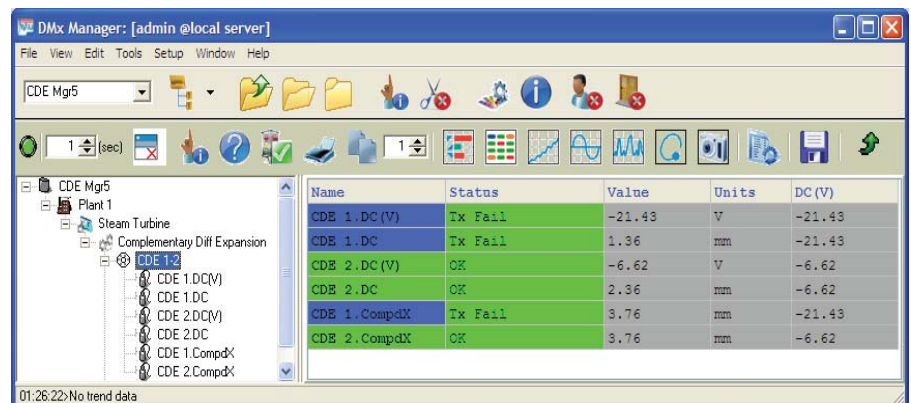 DMx Manager: [admin @local server]
File View Edit Tools Setup Window Help
CDE Mgr5
1 (sec) 1
CDE Mgr5
Plant 1
Steam Turbine
Complementary Diff Expansion
CDE 1-2
CDE 1.DC(V)
CDE 1.DC
CDE 2.DC(V)
CDE 2.DC
CDE 1.CompdX
CDE 2.CompdX
Name Status Value Units DC(V)
CDE 1.DC(V) Tx Fail -21.43 V -21.43
CDE 1.DC Tx Fail 1.36 mm -21.43
CDE 2.DC(V) OK -6.62 V -6.62
CDE 2.DC OK 2.36 mm -6.62
CDE 1.CompdX Tx Fail 3.76 mm -21.43
CDE 2.CompdX OK 3.76 mm -6.62
01:26:22>No trend data